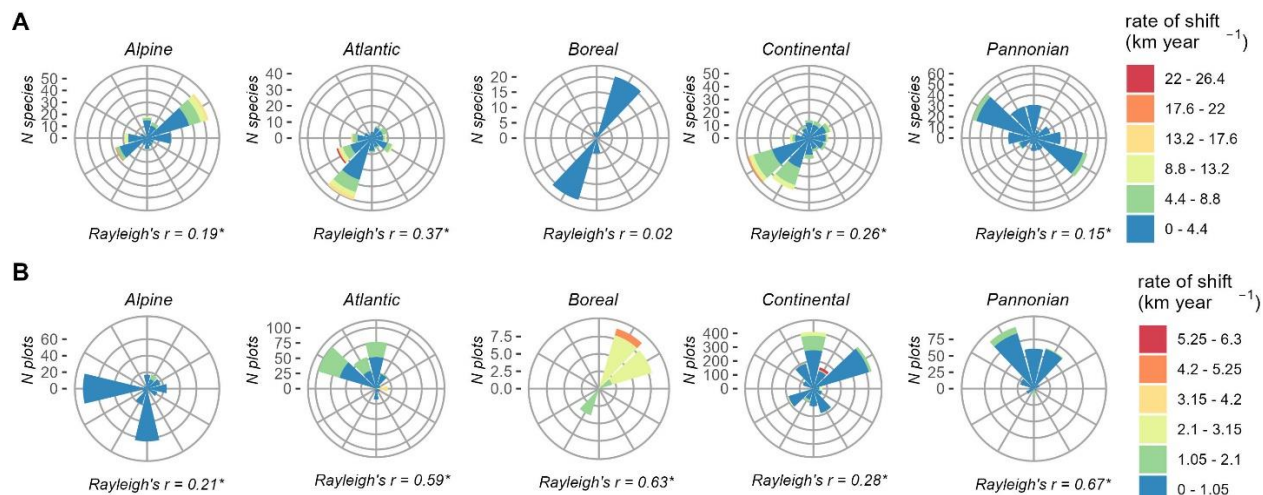 A
Alpine
Atlantic
Boreal
Continental
Pannonian
N species
50
40
30
20
10
0
N species
40
30
20
10
0
N species
20
15
10
5
0
N species
50
40
30
20
10
0
N species
60
50
40
30
20
10
0
Rayleigh's r = 0.19*
Rayleigh's r = 0.37*
Rayleigh's r = 0.02
Rayleigh's r = 0.26*
Rayleigh's r = 0.15*
rate of shift
(km year ⁻¹)
22 - 26.4
17.6 - 22
13.2 - 17.6
8.8 - 13.2
4.4 - 8.8
0 - 4.4
B
Alpine
Atlantic
Boreal
Continental
Pannonian
N plots
60
40
20
0
N plots
100
75
50
25
0
N plots
7.5
5.0
2.5
0.0
N plots
400
300
200
100
0
N plots
75
50
25
0
Rayleigh's r = 0.21*
Rayleigh's r = 0.59*
Rayleigh's r = 0.63*
Rayleigh's r = 0.28*
Rayleigh's r = 0.67*
rate of shift
(km year ⁻¹)
5.25 - 6.3
4.2 - 5.25
3.15 - 4.2
2.1 - 3.15
1.05 - 2.1
0 - 1.05